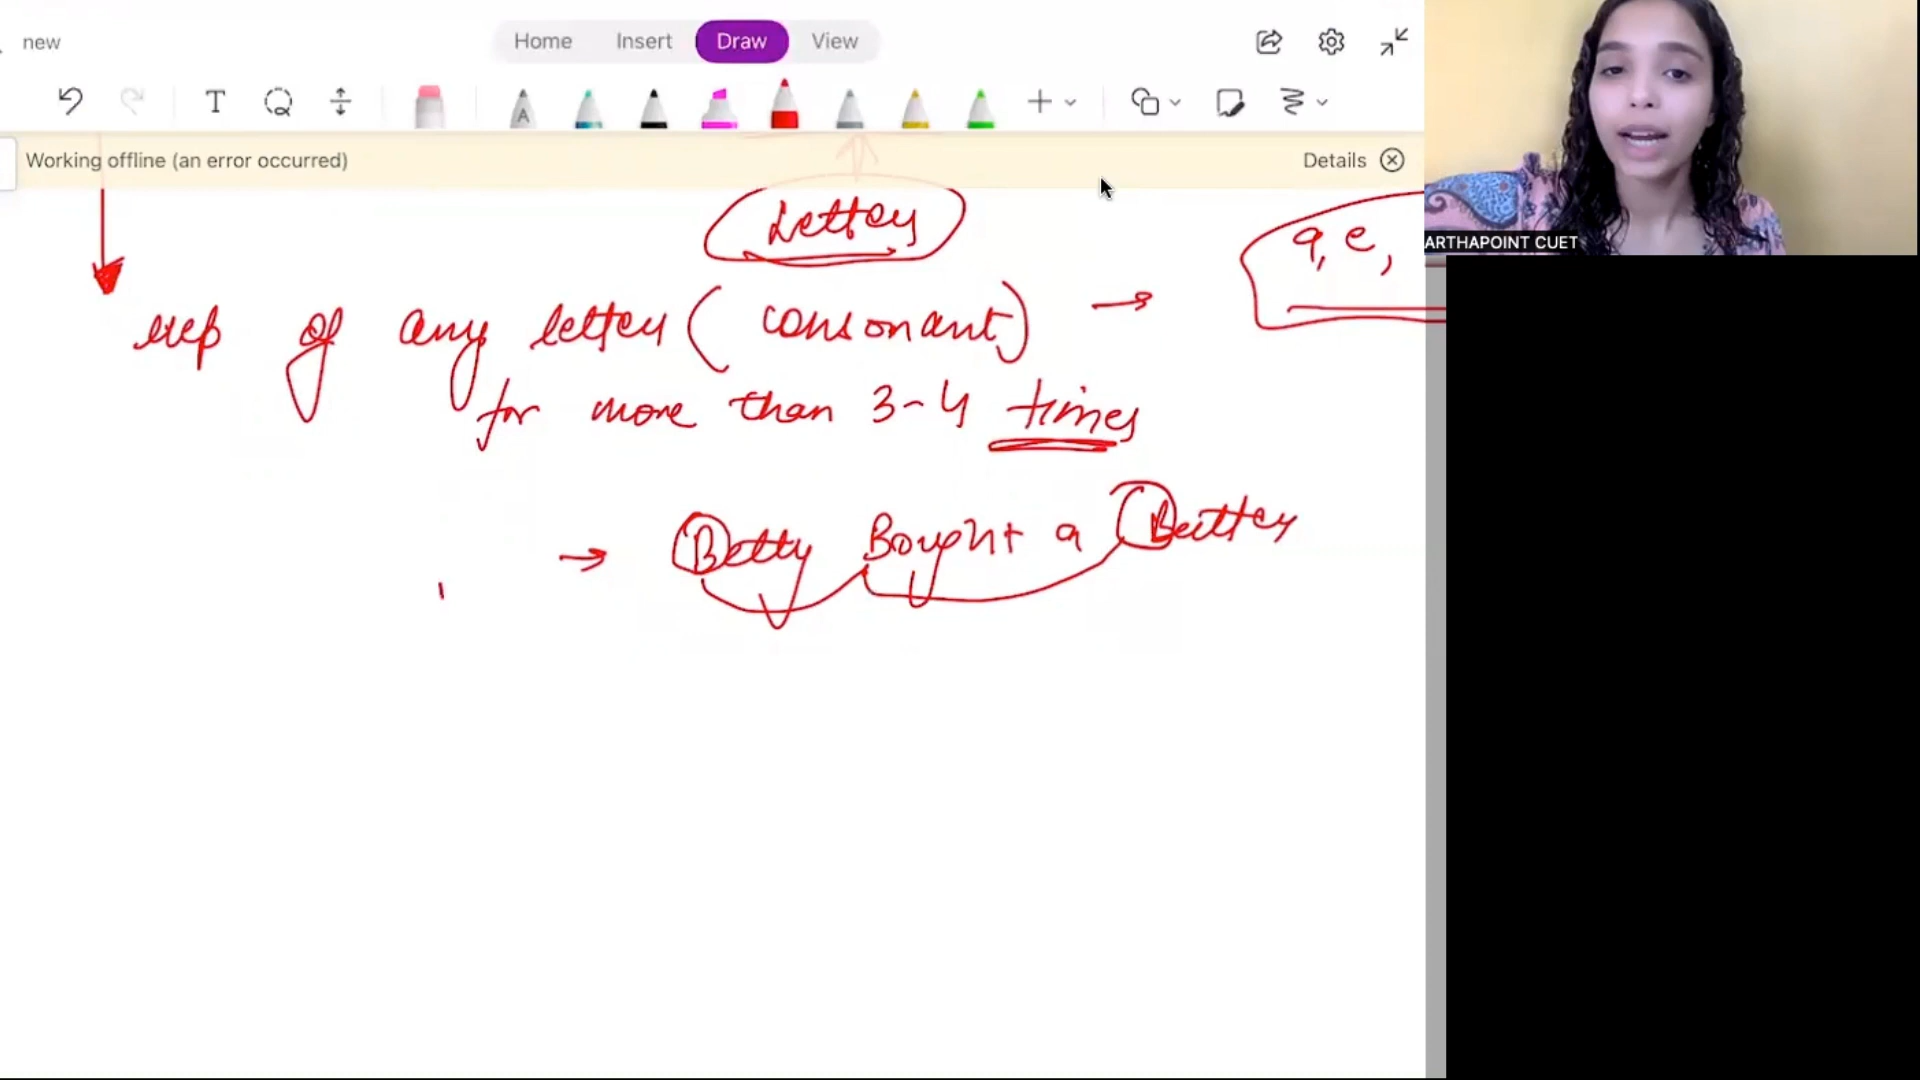 new
Home Insert Draw View
T
A
Working offline (an error occurred)
Details
ARTHAPOINT CUET
Letter
a, e,
rep of any letter (consonant) →
for more than 3-4 times
→ Betty Bought a Butter